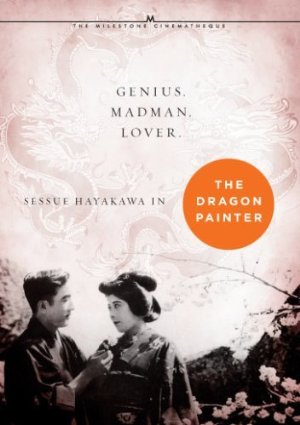 M
THE MILESTONE CINEMATHEQUE
GENIUS.
MADMAN.
LOVER.
SESSUE HAYAKAWA IN
THE
DRAGON
PAINTER